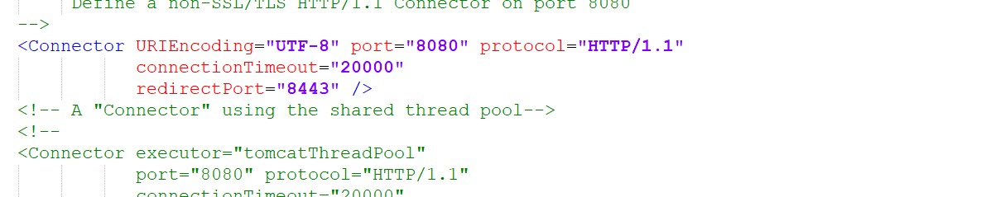 Define a non-SSL/TLS HTTP/1.1 Connector on port 8080
-->
<Connector URIEncoding="UTF-8" port="8080" protocol="HTTP/1.1"
connectionTimeout="20000"
redirectPort="8443" />
<!-- A "Connector" using the shared thread pool-->
<!--
<Connector executor="tomcatThreadPool"
port="8080" protocol="HTTP/1.1"
connectionTimeout="20000"